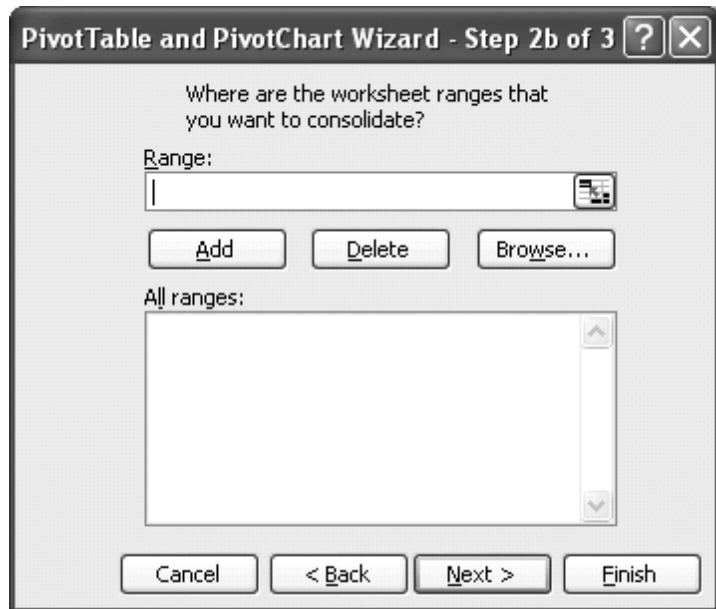 PivotTable and PivotChart Wizard - Step 2b of 3
Where are the worksheet ranges that
you want to consolidate?
Range:
Add Delete Browse...
All ranges:
Cancel < Back Next > Finish